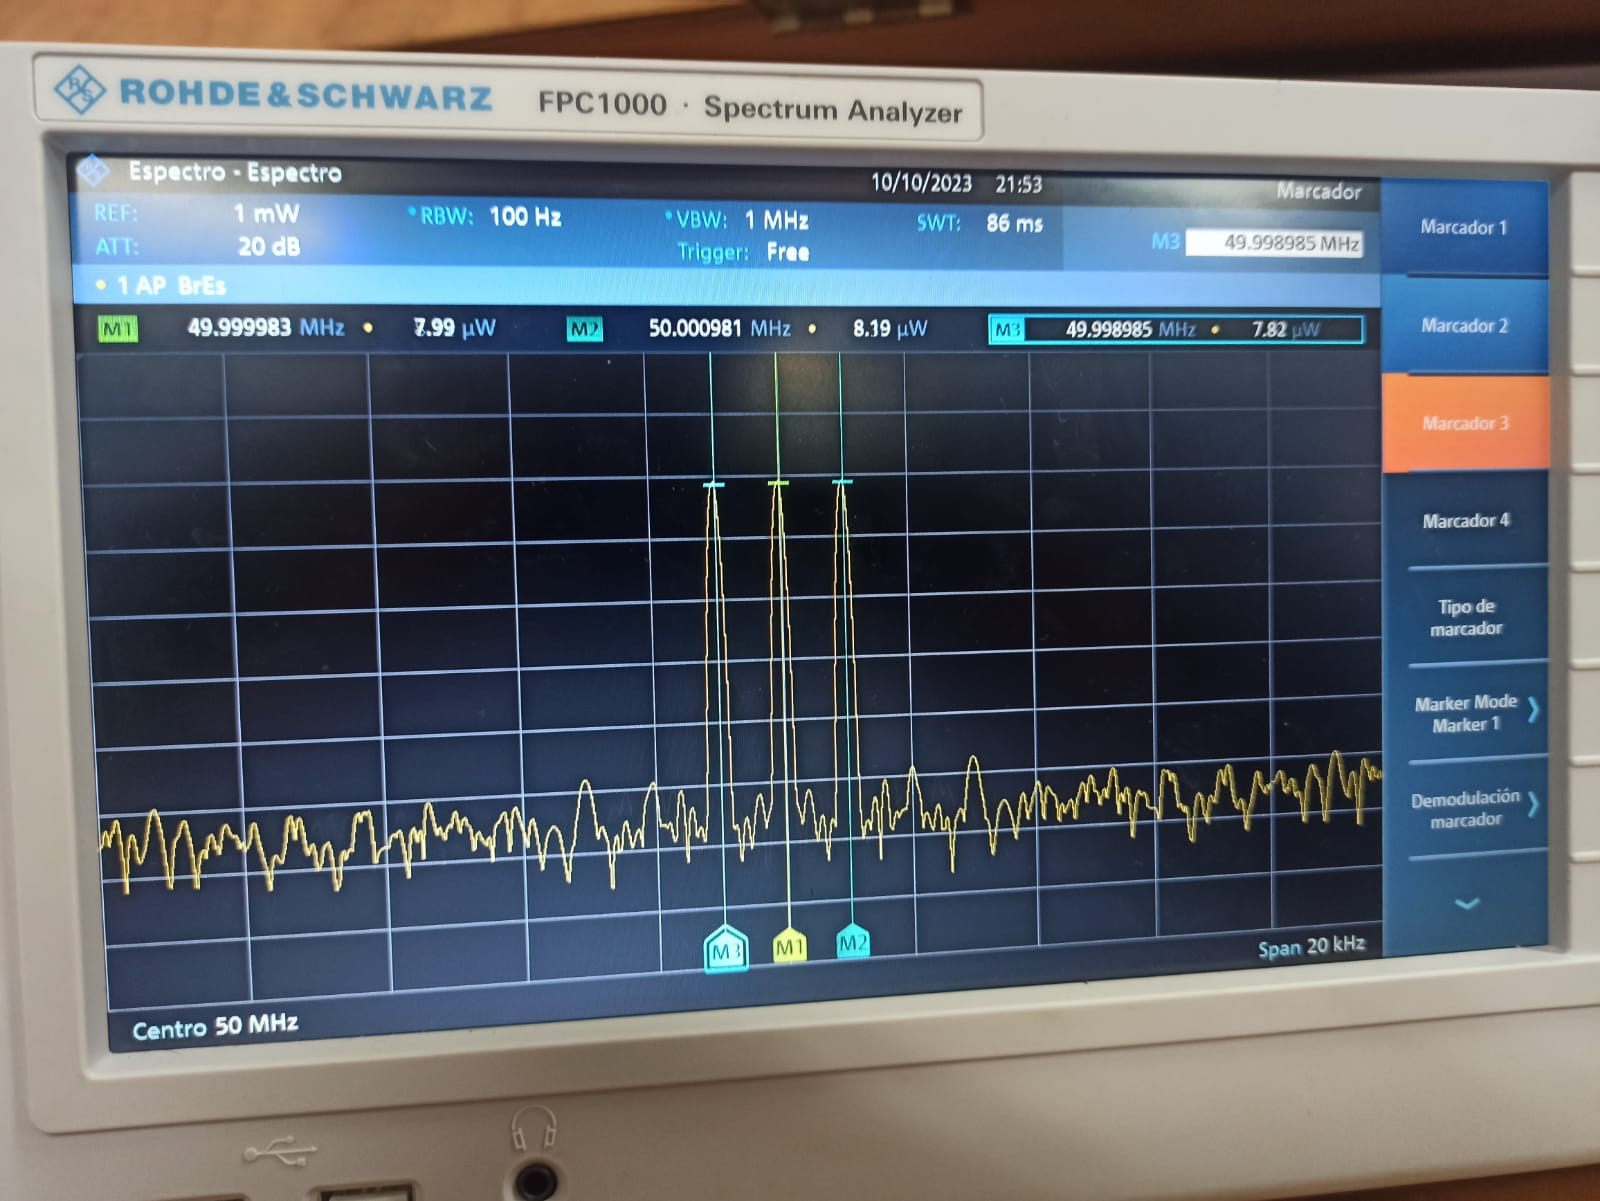 ROHDE & SCHWARZ FPC1000 · Spectrum Analyzer
Espectro - Espectro 10/10/2023 21:53 Marcador
REF: 1 mW RBW: 100 Hz VBW: 1 MHz SWT: 86 ms M3 49.998985 MHz
ATT: 20 dB Trigger: Free
1 AP BrEs
M1 49.999983 MHz 7.99 µW M2 50.000981 MHz 8.19 µW M3 49.998985 MHz 7.82 µW
Marcador 1
Marcador 2
Marcador 3
Marcador 4
Tipo de
marcador
Marker Mode
Marker 1
Demodulación
marcador
M3 M1 M2
Centro 50 MHz Span 20 kHz